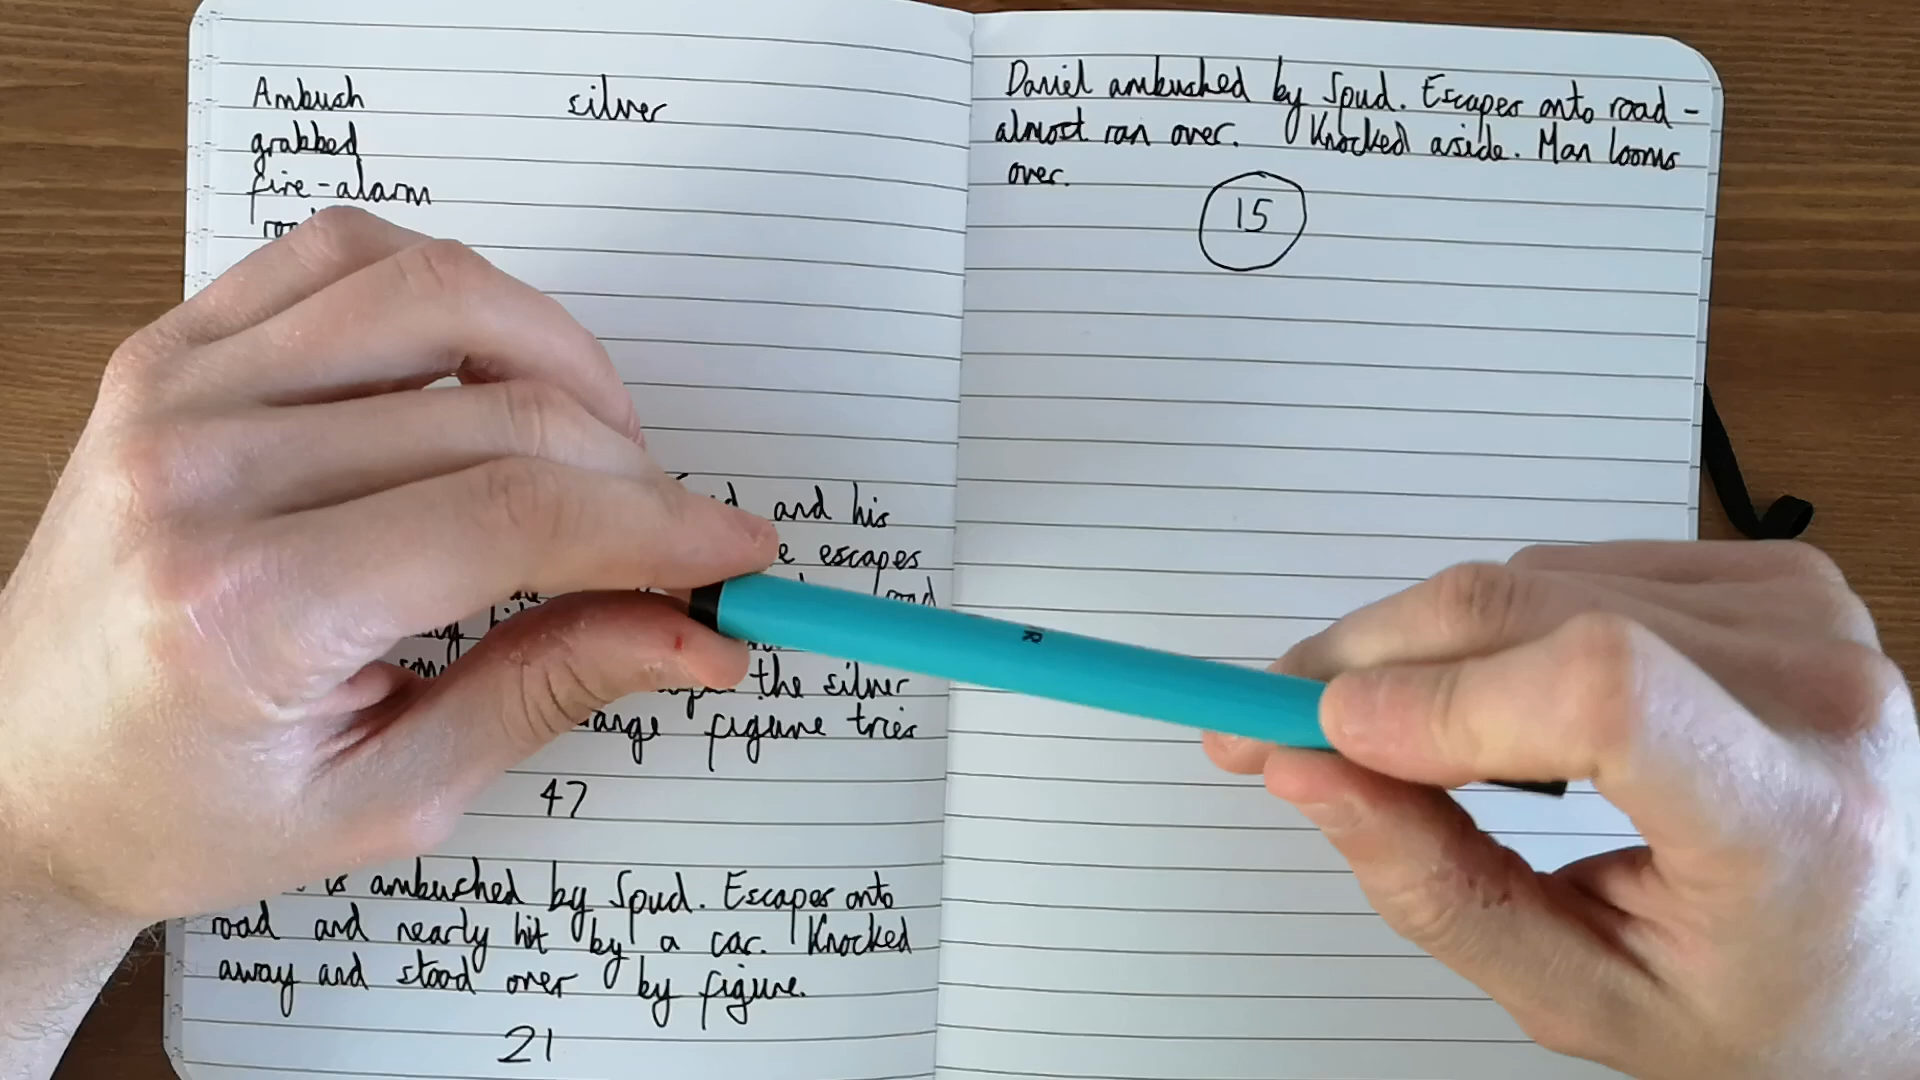 Ambush silver
grabbed
fire-alarm
and his
escapes
road
the silver
figure tries
47
is ambushed by Spud. Escapes onto
road and nearly hit by a car. Knocked
away and stood over by figure.
21
Daniel ambushed by Spud. Escapes onto road -
almost ran over. Knocked aside. Man looms
over.
15